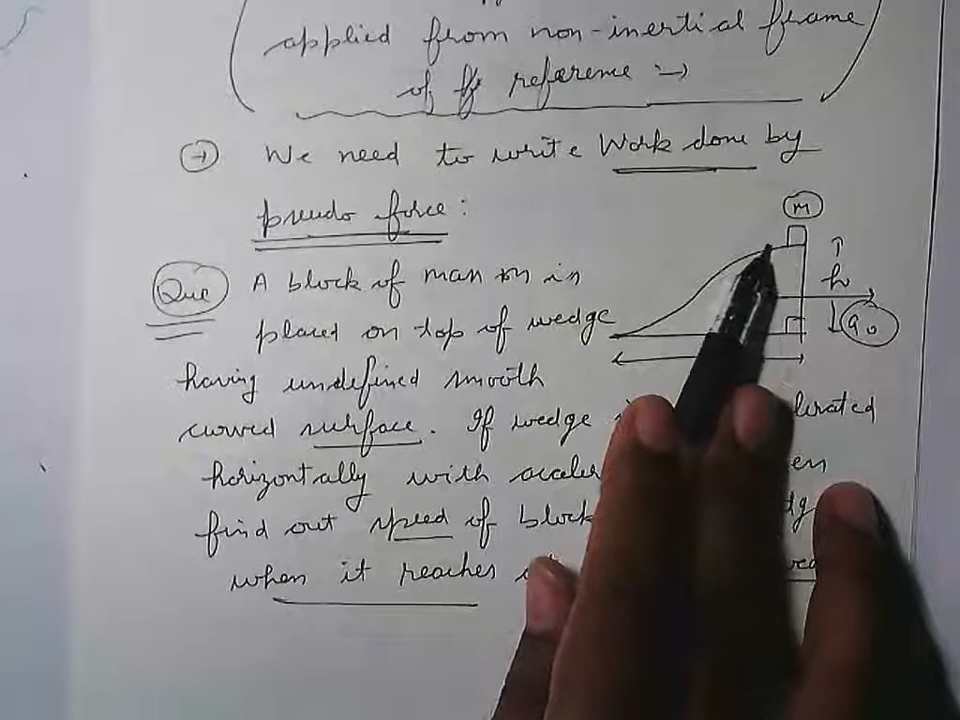 applied from non-inertial frame
of reference :→
→ We need to write Work done by
pseudo force :
m
Que A block of mass m is
h
placed on top of wedge
a0
having undefined smooth
curved surface. If wedge
horizontally with
find out speed of block
when it reaches